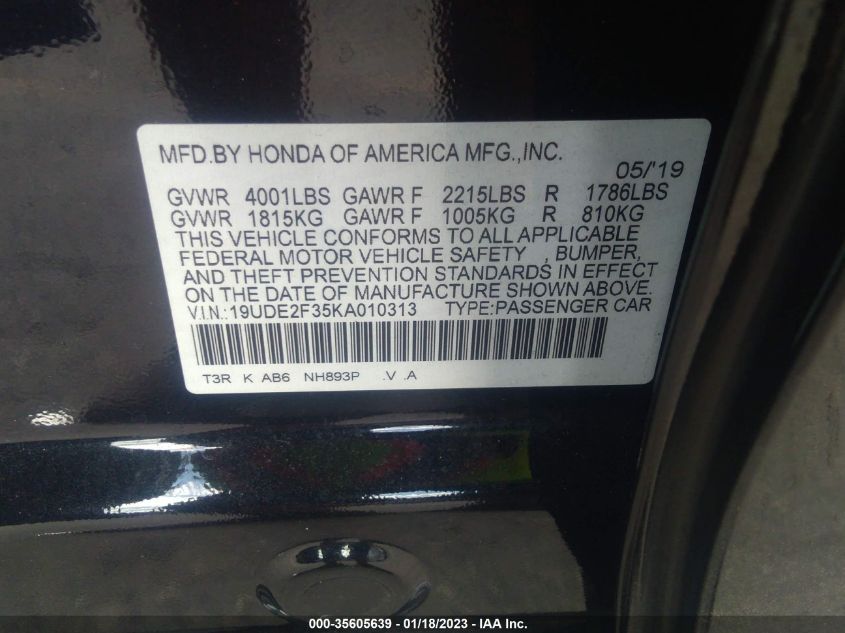 MFD.BY HONDA OF AMERICA MFG.,INC.
05/'19
GVWR 4001LBS GAWR F 2215LBS R 1786LBS
GVWR 1815KG GAWR F 1005KG R 810KG
THIS VEHICLE CONFORMS TO ALL APPLICABLE
FEDERAL MOTOR VEHICLE SAFETY , BUMPER,
AND THEFT PREVENTION STANDARDS IN EFFECT
ON THE DATE OF MANUFACTURE SHOWN ABOVE.
V.I.N.:19UDE2F35KA010313 TYPE:PASSENGER CAR
T3R K AB6 NH893P .V .A
000-35605639 - 01/18/2023 - IAA Inc.